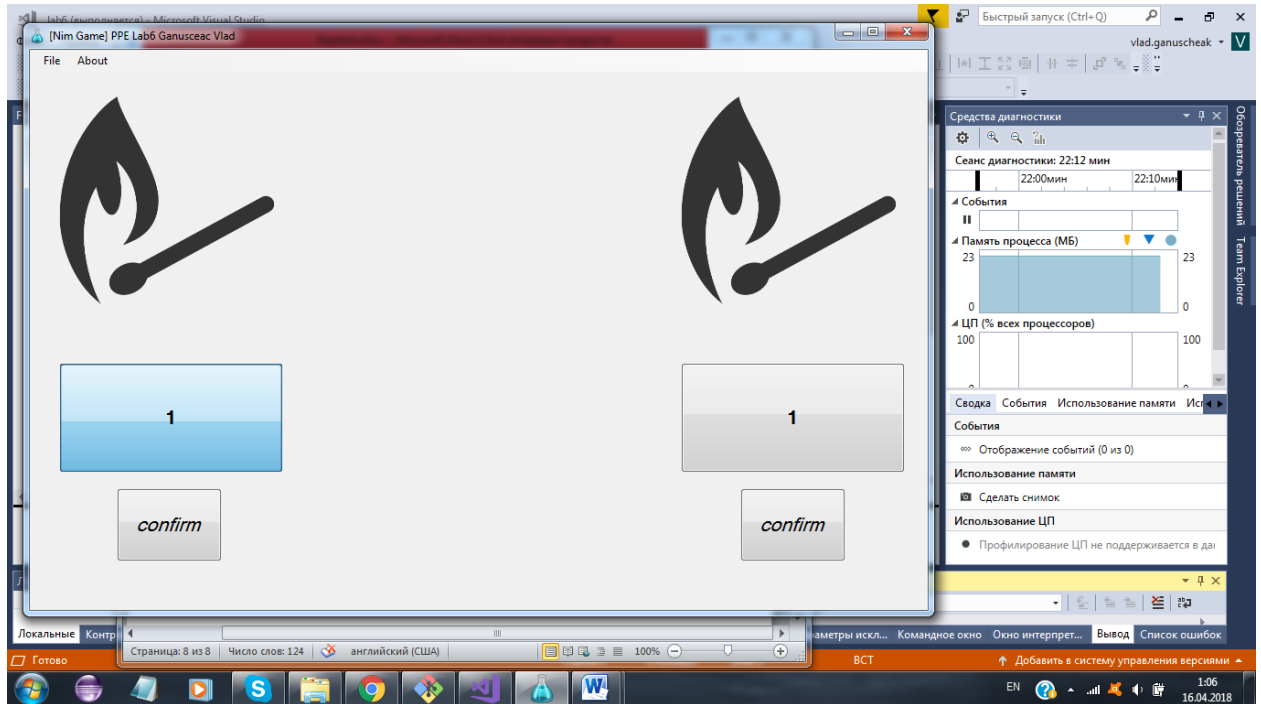 lab6 (выполняется) - Microsoft Visual Studio
Быстрый запуск (Ctrl+Q)
[Nim Game] PPE Lab6 Ganusceac Vlad
vlad.ganuscheak
V
File About
Средства диагностики
Сеанс диагностики: 22:12 мин
22:00мин 22:10мин
События
Память процесса (МБ)
23 23
0 0
ЦП (% всех процессоров)
100 100
Сводка События Использование памяти
События
Отображение событий (0 из 0)
Использование памяти
Сделать снимок
Использование ЦП
Профилирование ЦП не поддерживается в
1 1
confirm confirm
Обозреватель решений
Team Explorer
Локальные
Командное окно Окно интерпрет... Вывод Список ошибок
Страница: 8 из 8 Число слов: 124 английский (США) 100%
Готово
ВСТ
Добавить в систему управления версиями
EN
1:06
16.04.2018